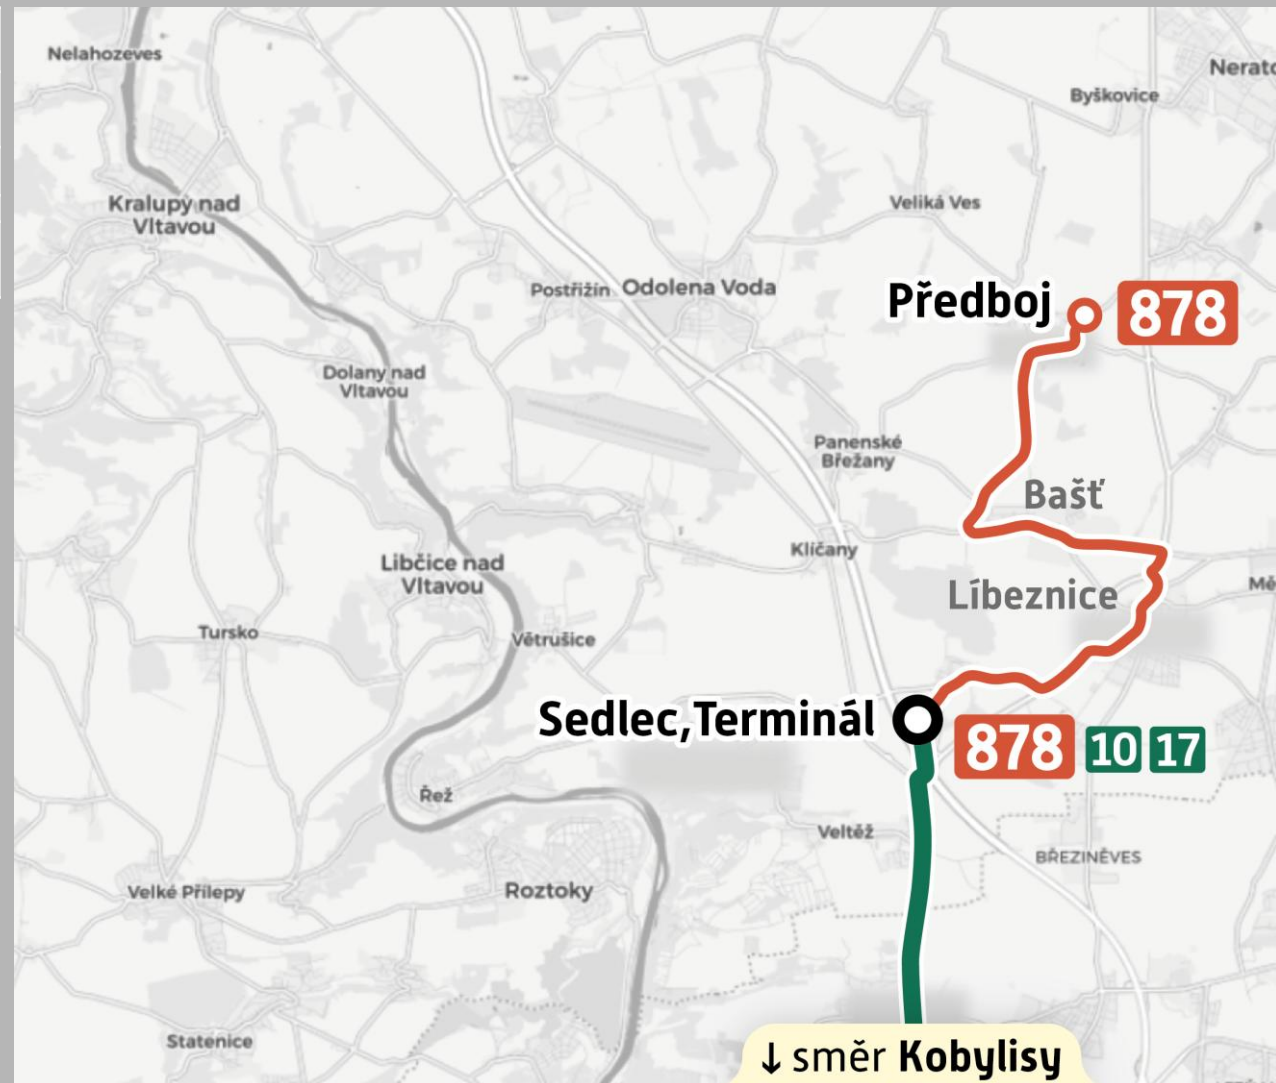 Nelahozeves
Byškovice
Kralupy nad
Vltavou
Veliká Ves
Postřižín
Odolena Voda
Předboj
878
Dolany nad
Vltavou
Panenské
Břežany
Bašť
Klíčany
Libčice nad
Vltavou
Líbeznice
Tursko
Větrušice
Sedlec,Terminál
878
10
17
Řež
Veltěž
BŘEZINĚVES
Velké Přílepy
Roztoky
Statenice
↓ směr Kobylisy